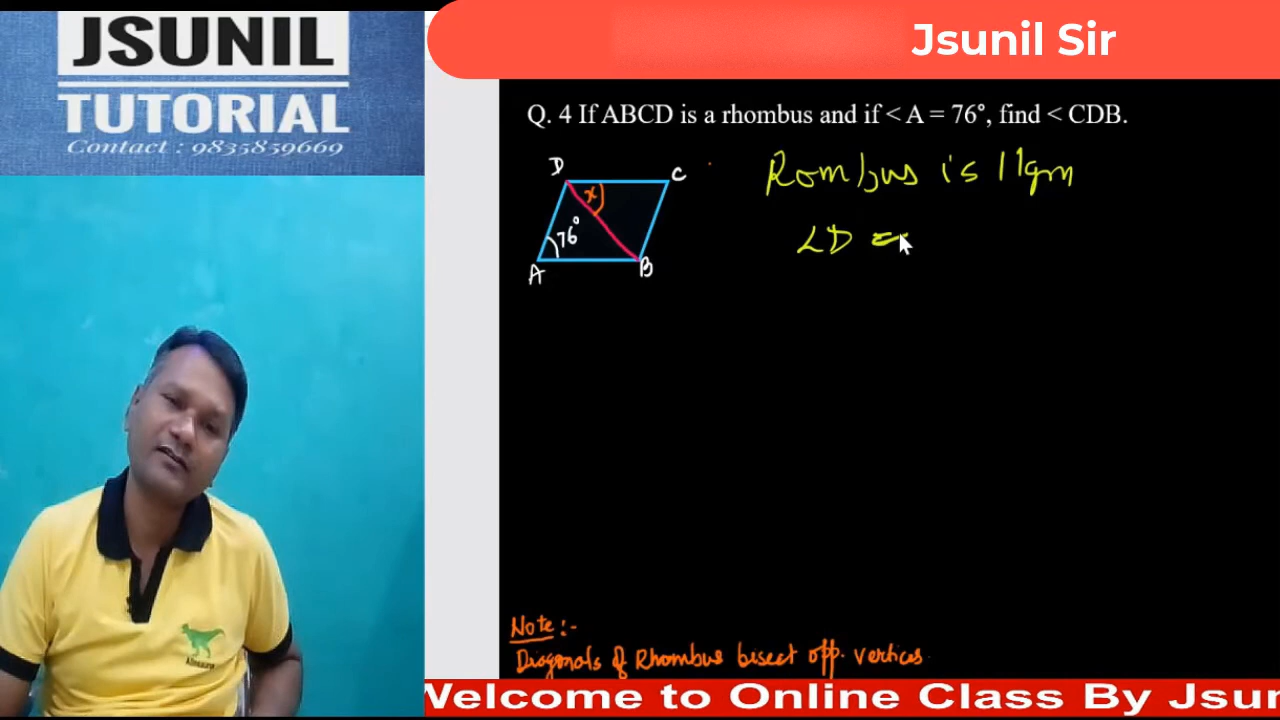 JSUNIL
TUTORIAL
Contact : 9835859669
Jsunil Sir
Q. 4 If ABCD is a rhombus and if < A = 76°, find < CDB.
D
C
x
76°
A
B
Rombus is ||gm
∠D =
Note :-
Diagonals of Rhombus bisect opp. vertices
Welcome to Online Class By Jsun